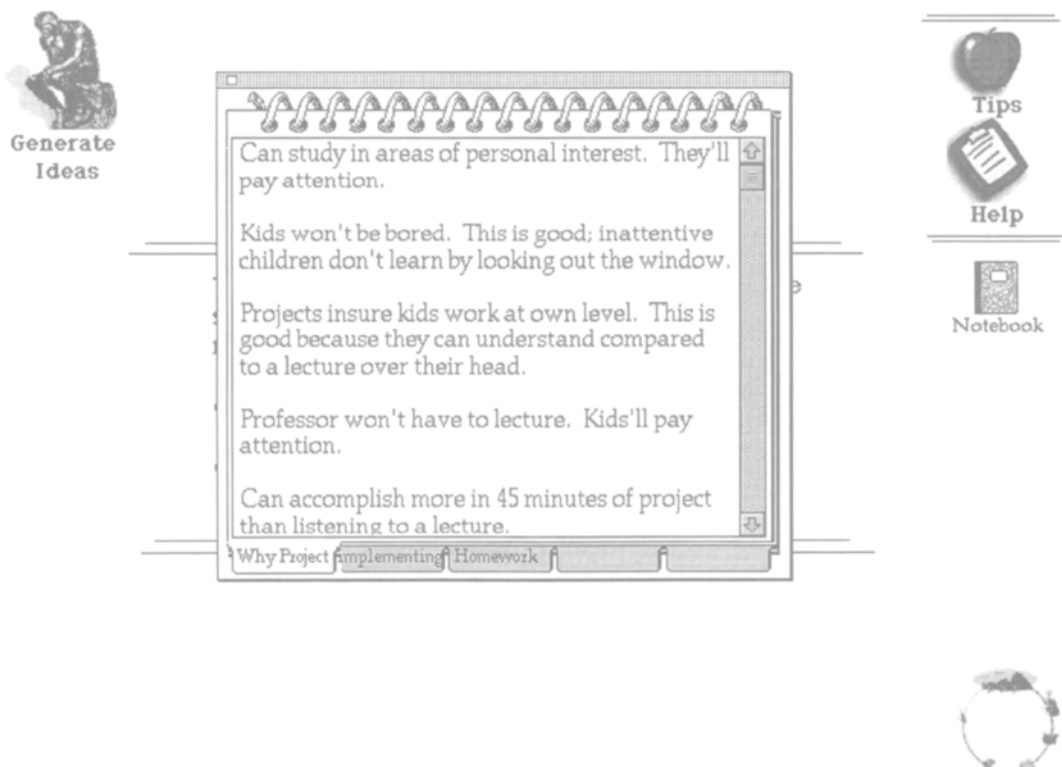 Generate
Ideas
Tips
Help
Notebook
Can study in areas of personal interest.  They'll
pay attention.
Kids won't be bored.  This is good; inattentive
children don't learn by looking out the window.
Projects insure kids work at own level.  This is
good because they can understand compared
to a lecture over their head.
Professor won't have to lecture.  Kids'll pay
attention.
Can accomplish more in 45 minutes of project
than listening to a lecture.
Why Project
implementing
Homework